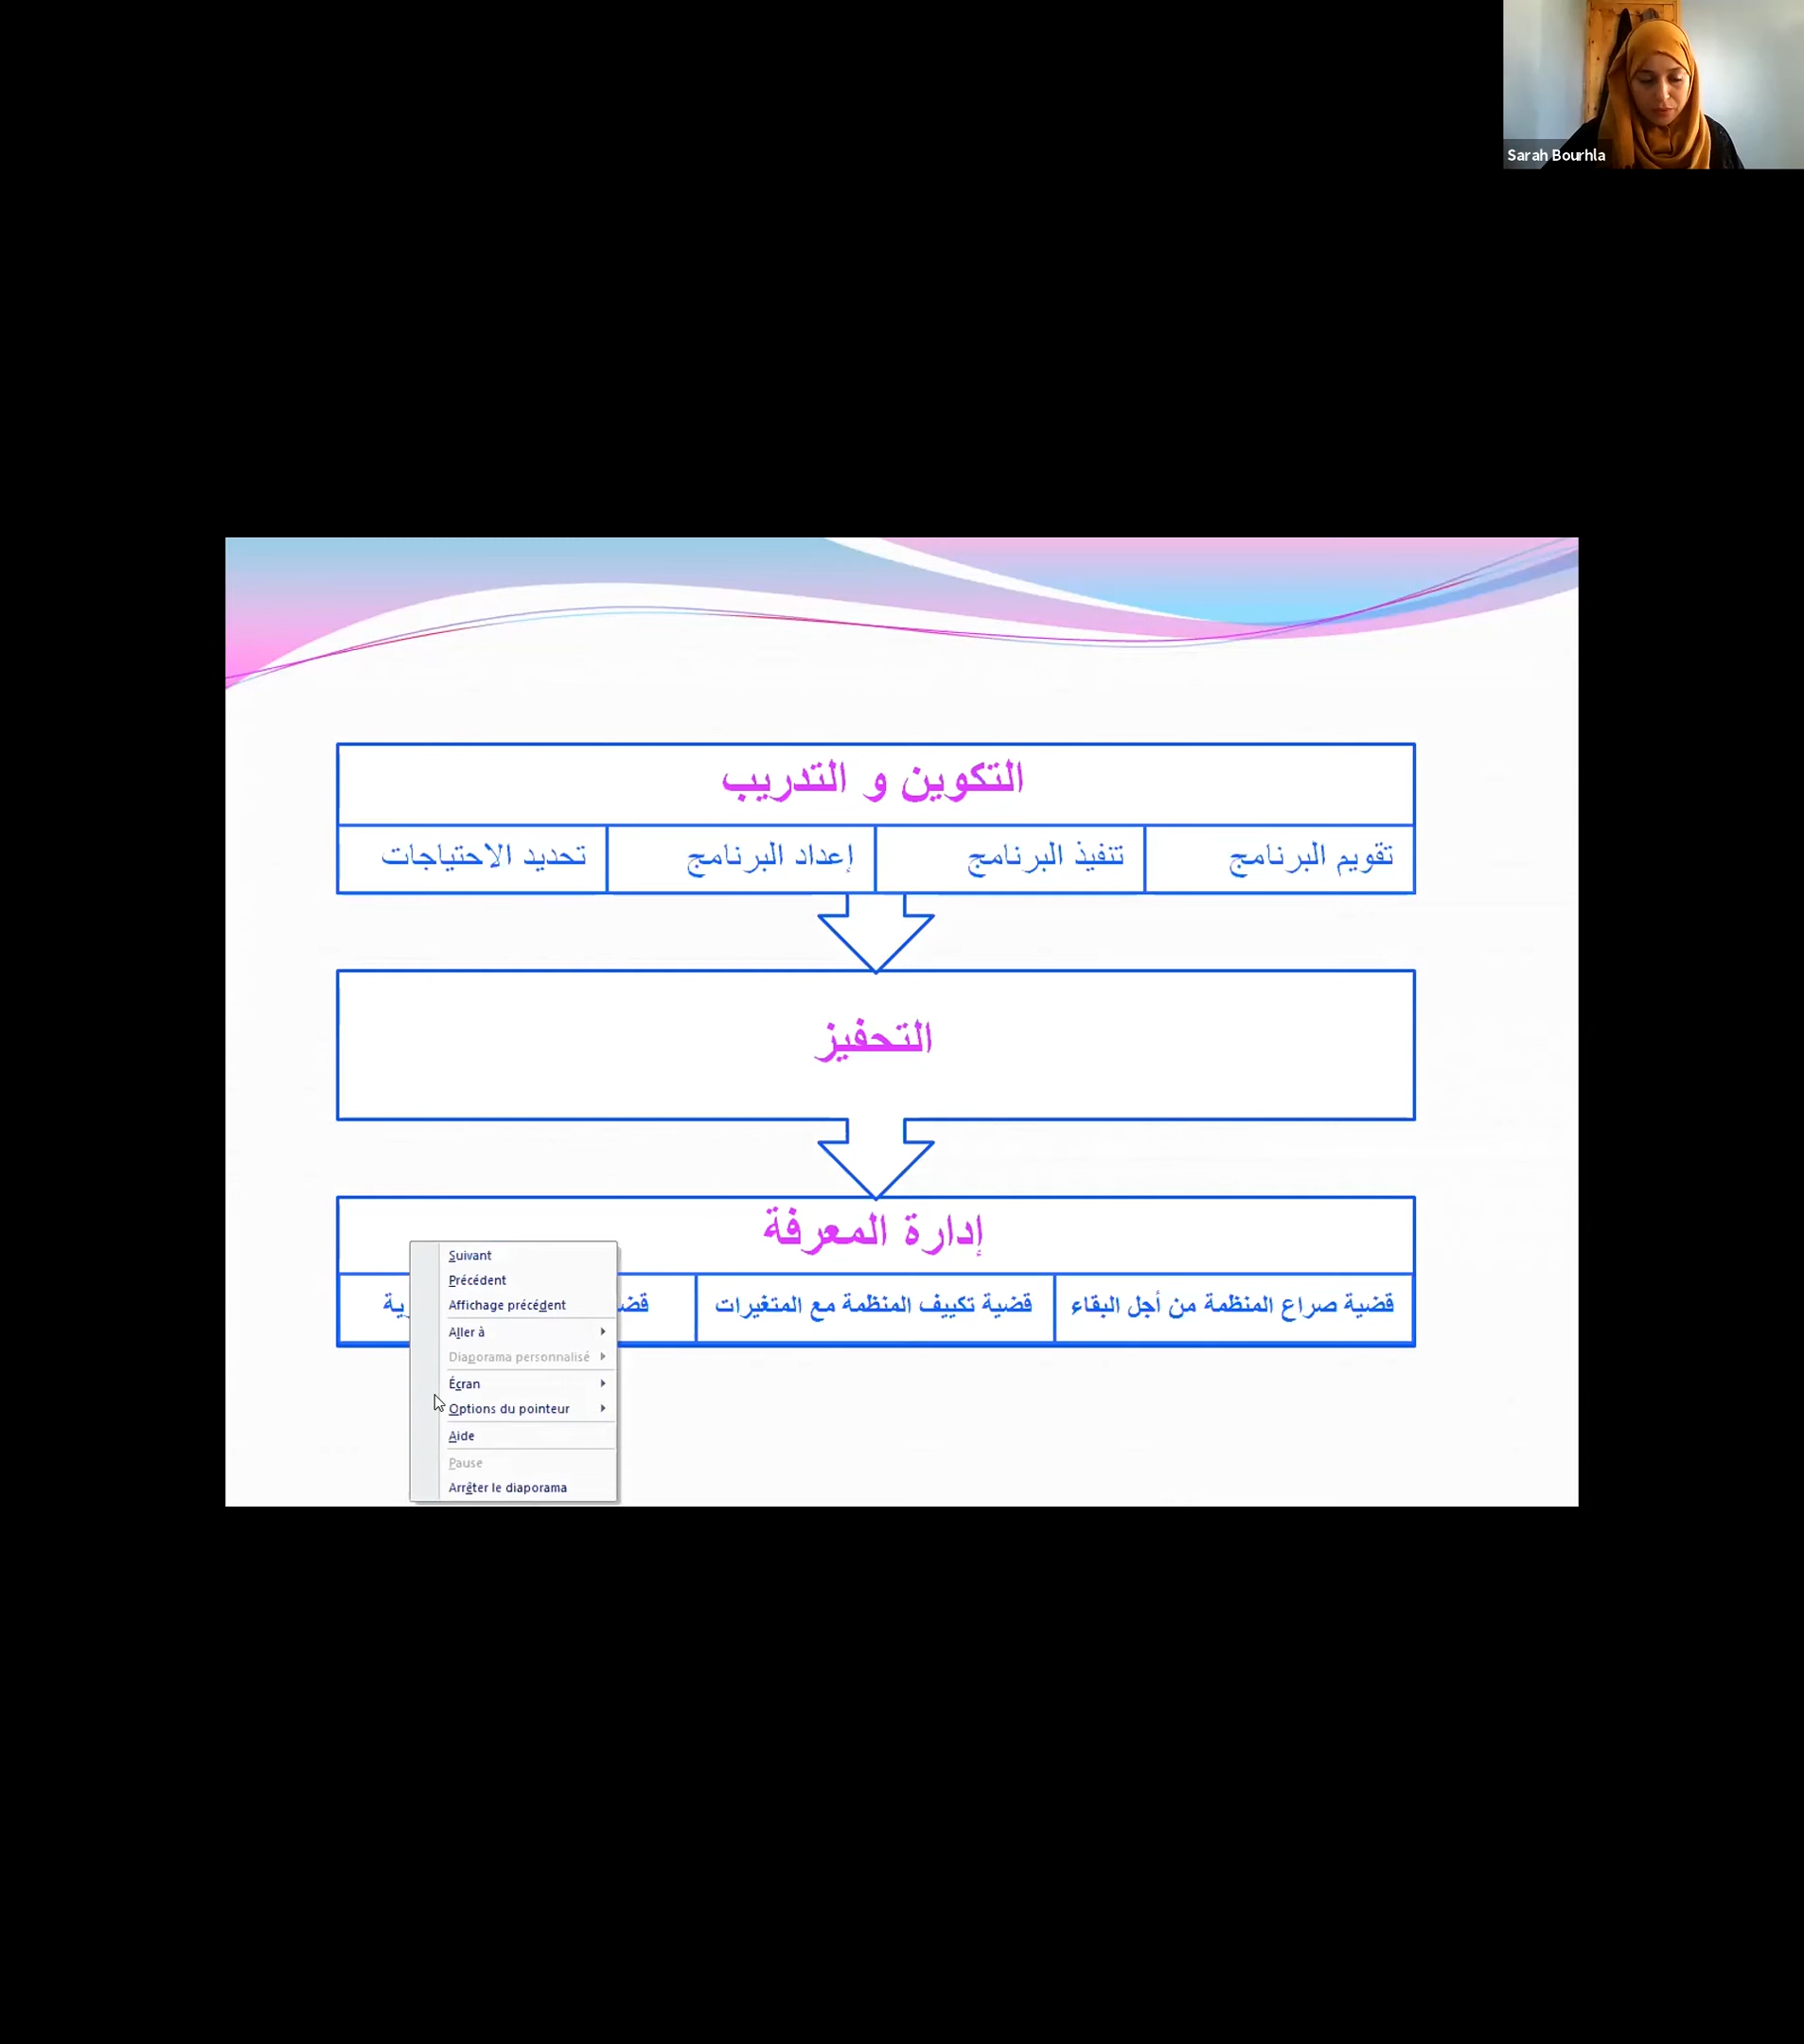 Sarah Bourhla
التكوين و التدريب
تقويم البرنامج
تنفيذ البرنامج
إعداد البرنامج
تحديد الاحتياجات
التحفيز
إدارة المعرفة
قضية صراع المنظمة من أجل البقاء
قضية تكييف المنظمة مع المتغيرات
Suivant
Précédent
Affichage précédent
Aller à
Diaporama personnalisé
Écran
Options du pointeur
Aide
Pause
Arrêter le diaporama